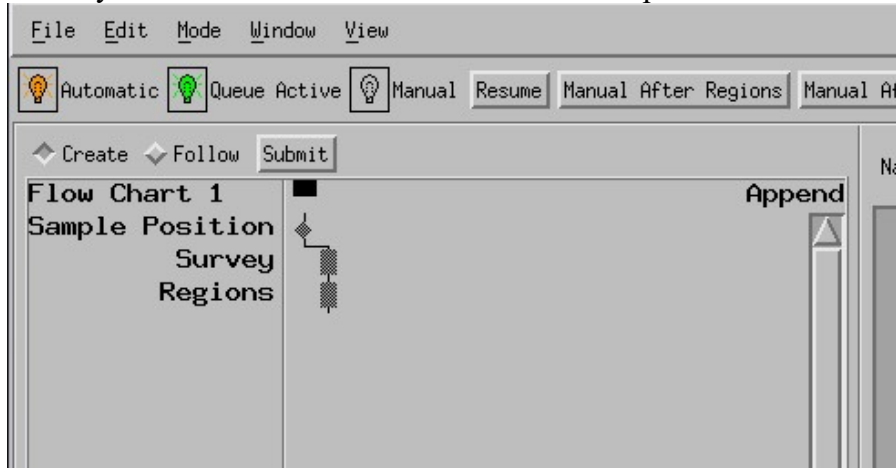 File Edit Mode Window View
Automatic Queue Active Manual Resume Manual After Regions
Create Follow Submit
Flow Chart 1 Append
Sample Position
Survey
Regions